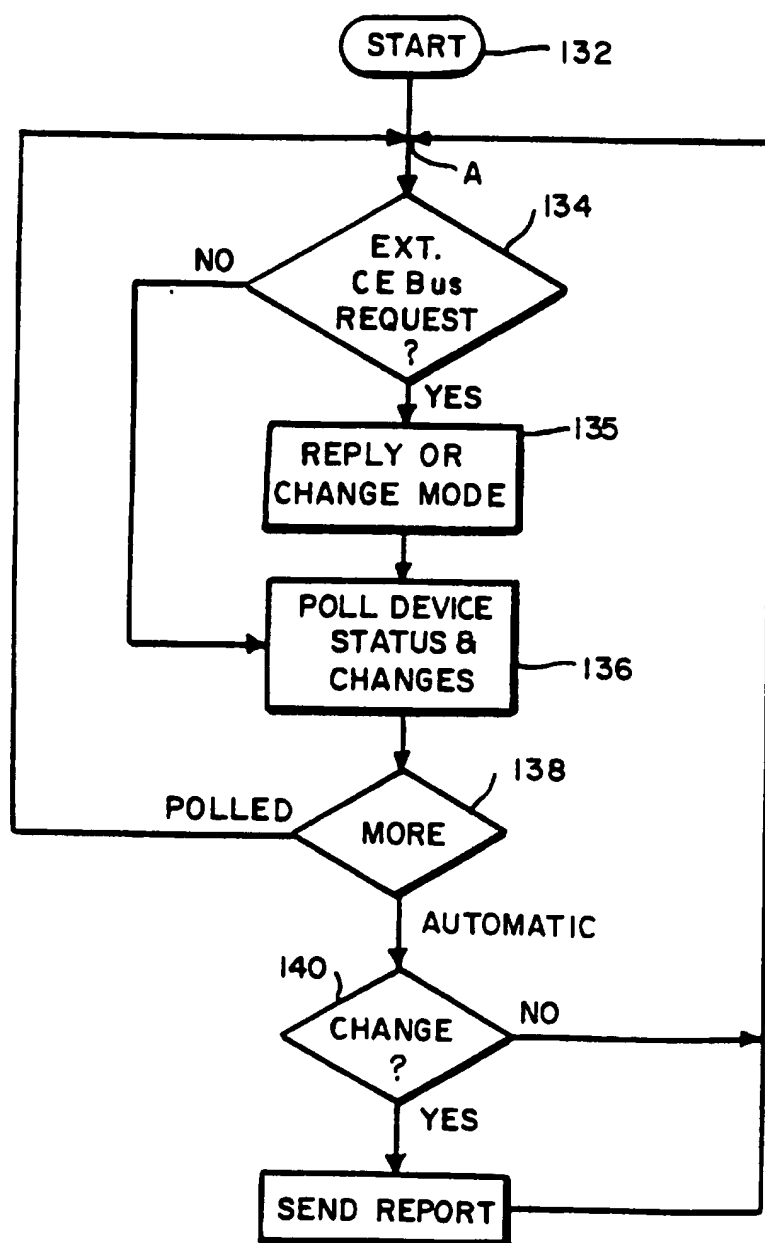 START
132
A
134
NO
EXT.
CE Bus
REQUEST
?
YES
135
REPLY OR
CHANGE MODE
POLL DEVICE
STATUS &
CHANGES
136
138
POLLED
MORE
AUTOMATIC
140
CHANGE
?
NO
YES
SEND REPORT